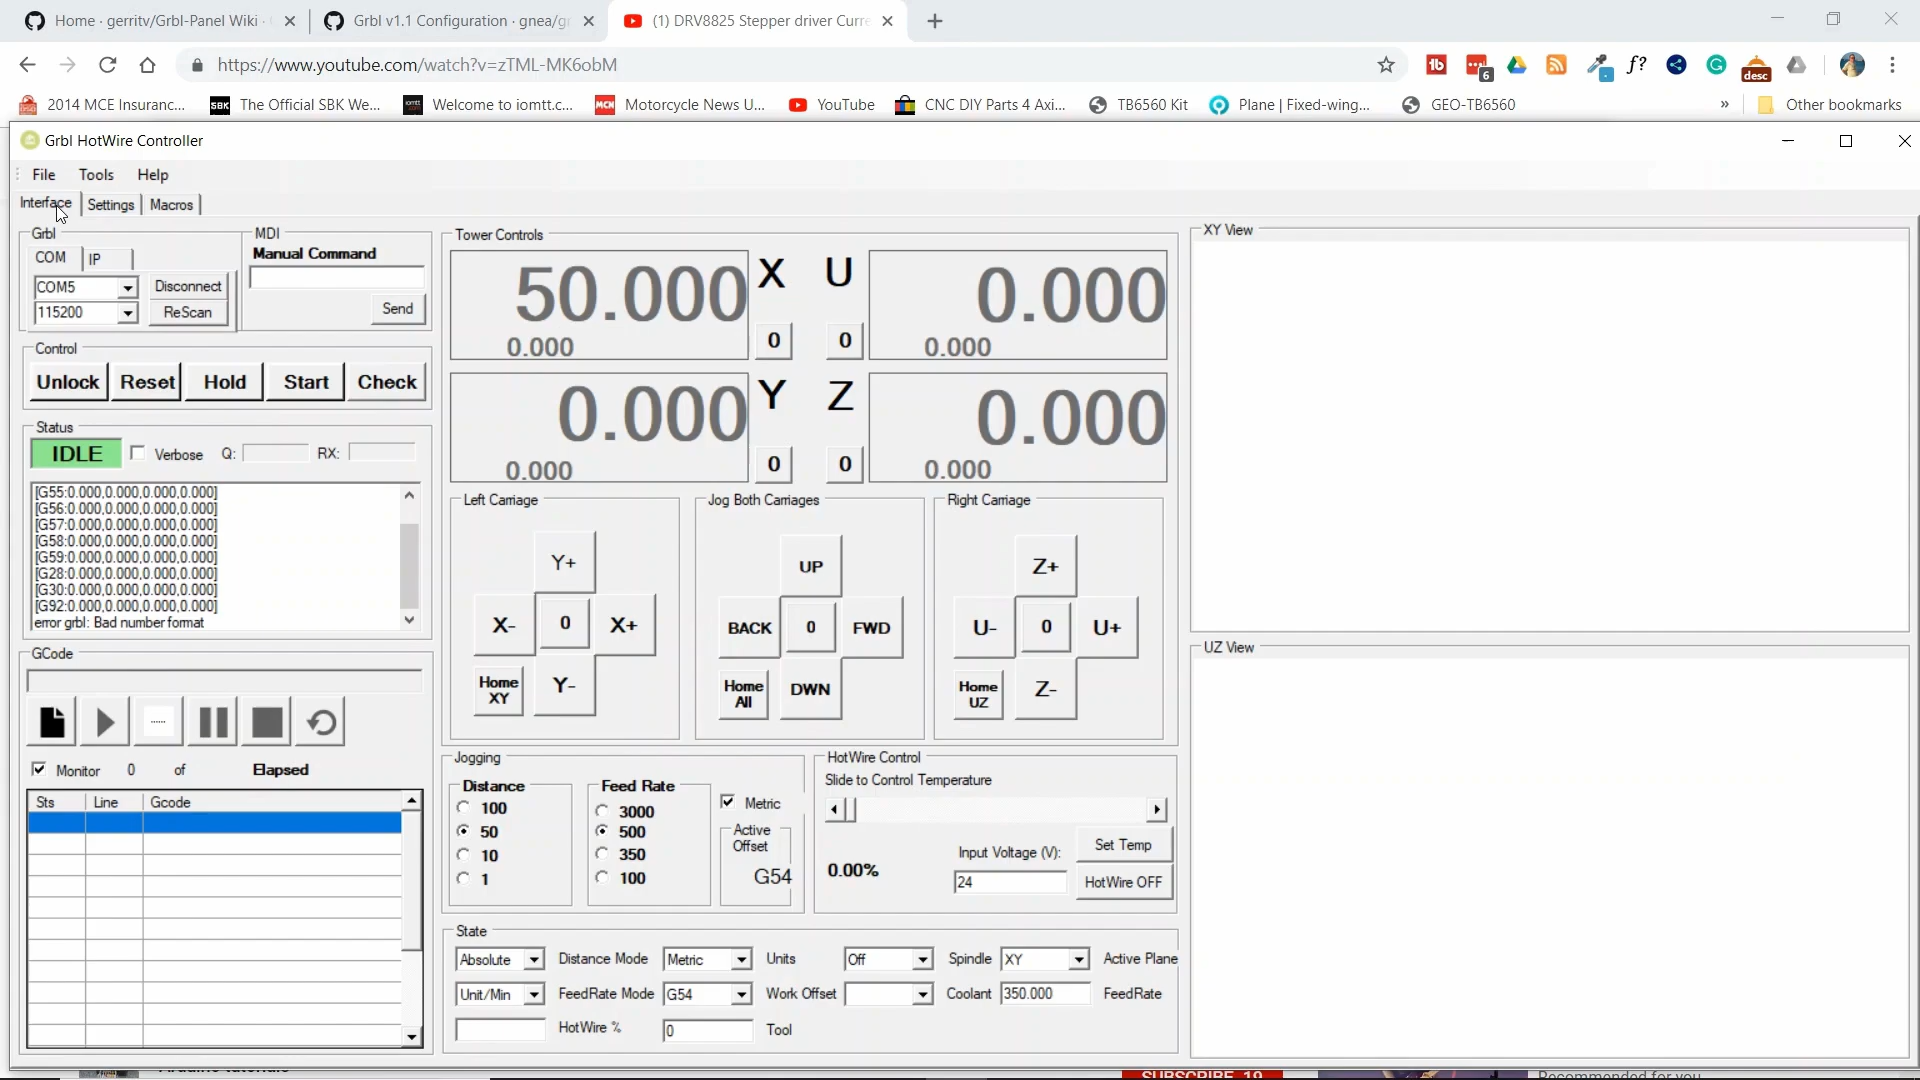 Home · gerritv/Grbl-Panel Wiki ·
Grbl v1.1 Configuration · gnea/gr
(1) DRV8825 Stepper driver Curre
https://www.youtube.com/watch?v=zTML-MK6obM
6
f?
desc
2014 MCE Insuranc...
SBK The Official SBK We...
Welcome to iomtt.c...
MCN Motorcycle News U...
YouTube
CNC DIY Parts 4 Axi...
TB6560 Kit
Plane | Fixed-wing...
GEO-TB6560
»
Other bookmarks
Grbl HotWire Controller
File Tools Help
Interface Settings Macros
Grbl
COM IP
COM5 Disconnect
115200 ReScan
MDI
Manual Command
Send
Control
Unlock Reset Hold Start Check
Status
IDLE Verbose Q: RX:
[G55:0.000,0.000,0.000,0.000]
[G56:0.000,0.000,0.000,0.000]
[G57:0.000,0.000,0.000,0.000]
[G58:0.000,0.000,0.000,0.000]
[G59:0.000,0.000,0.000,0.000]
[G28:0.000,0.000,0.000,0.000]
[G30:0.000,0.000,0.000,0.000]
[G92:0.000,0.000,0.000,0.000]
error grbl: Bad number format
GCode
Monitor 0 of Elapsed
Sts Line Gcode
Tower Controls
50.000 X U 0.000
0.000 0 0 0.000
0.000 Y Z 0.000
0.000 0 0 0.000
Left Carriage
Y+
X- 0 X+
Home XY Y-
Jog Both Carriages
UP
BACK 0 FWD
Home All DWN
Right Carriage
Z+
U- 0 U+
Home UZ Z-
Jogging
Distance
100
50
10
1
Feed Rate
3000
500
350
100
Metric
Active
Offset
G54
HotWire Control
Slide to Control Temperature
0.00%
Input Voltage (V):
24
Set Temp
HotWire OFF
State
Absolute Distance Mode Metric Units Off Spindle XY Active Plane
Unit/Min FeedRate Mode G54 Work Offset Coolant 350.000 FeedRate
HotWire % 0 Tool
XY View
UZ View
SUBSCRIBE 19
Recommended for you